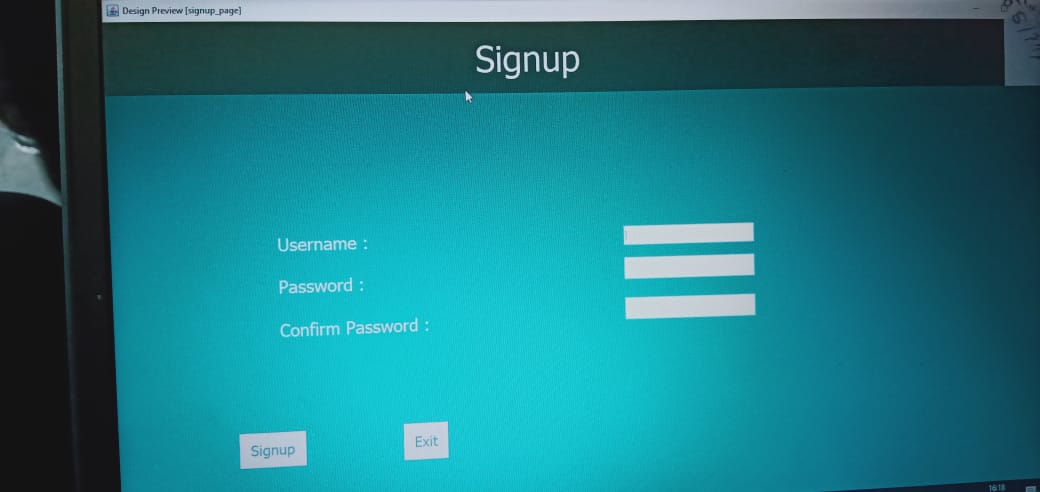 Design Preview [signup_page]
Signup
Username :
Password :
Confirm Password :
Signup
Exit
16:18